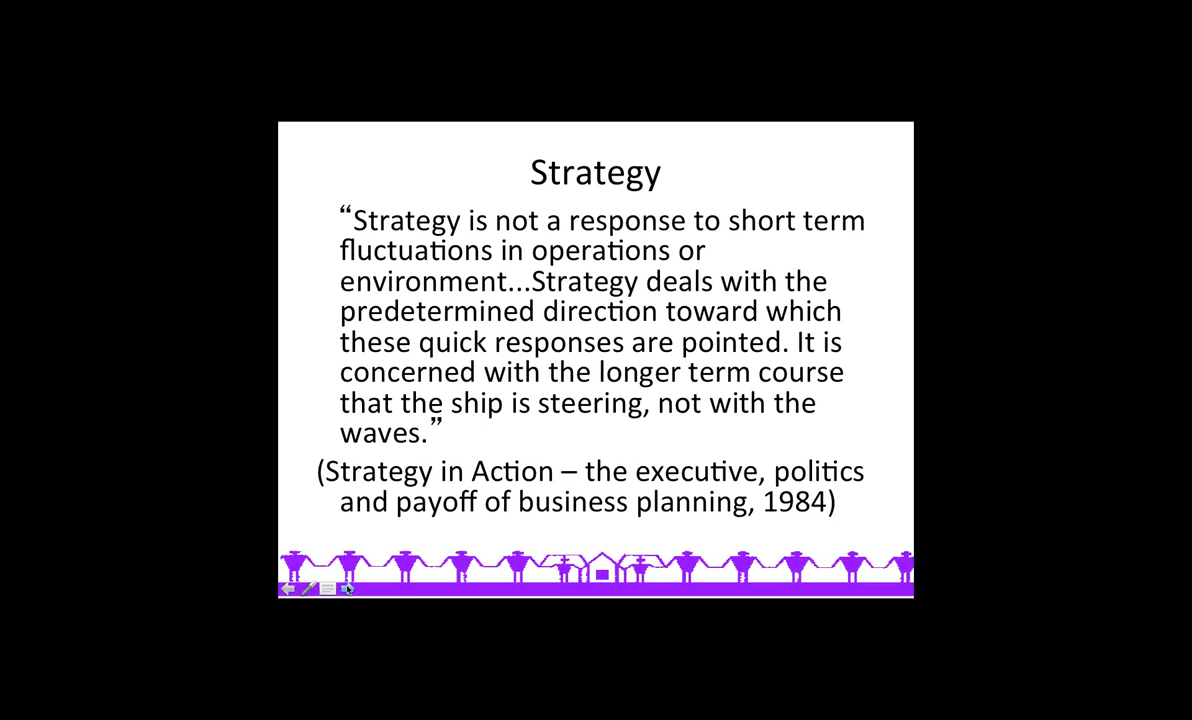 Strategy
“Strategy is not a response to short term
fluctuations in operations or
environment...Strategy deals with the
predetermined direction toward which
these quick responses are pointed. It is
concerned with the longer term course
that the ship is steering, not with the
waves.”
(Strategy in Action – the executive, politics
and payoff of business planning, 1984)